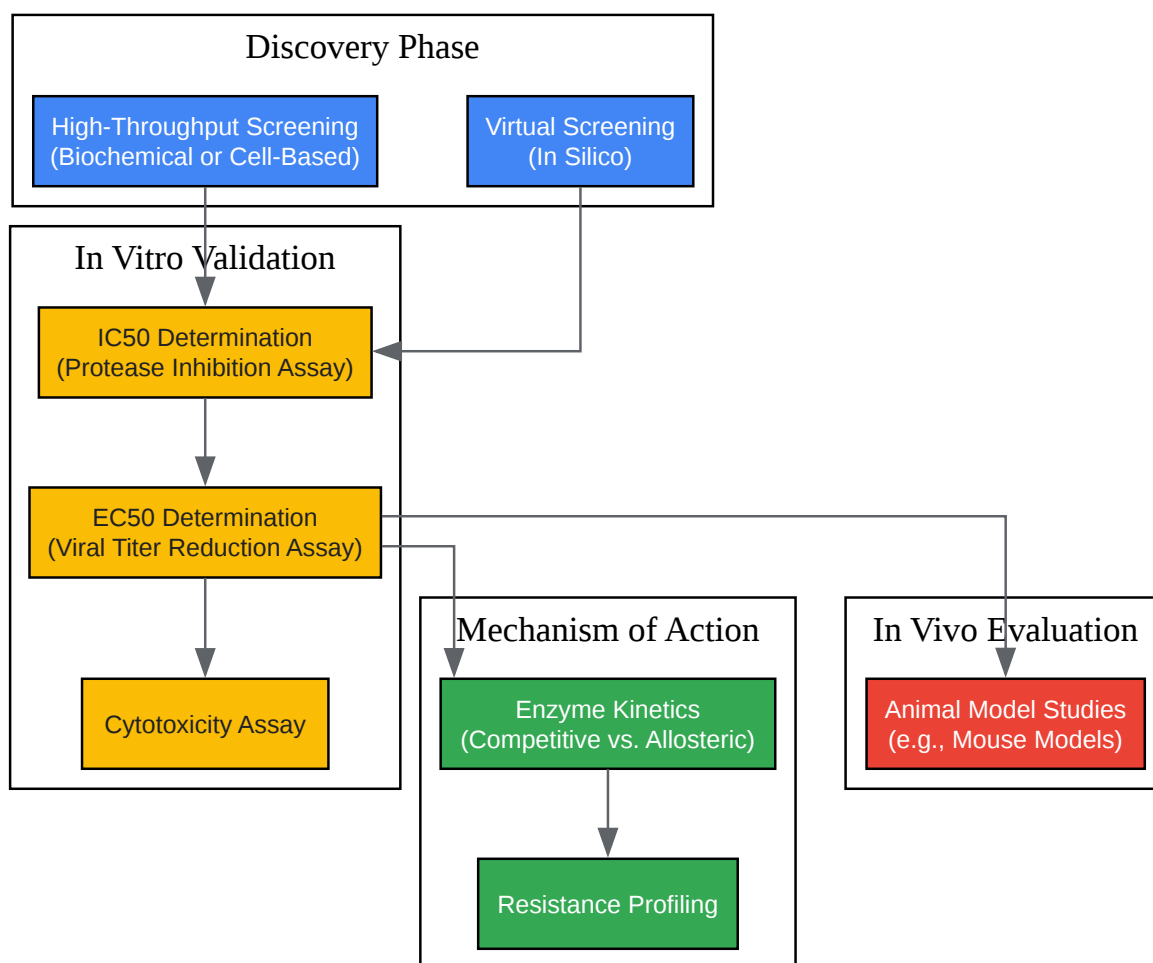 Discovery Phase
High-Throughput Screening
(Biochemical or Cell-Based)
Virtual Screening
(In Silico)
In Vitro Validation
IC50 Determination
(Protease Inhibition Assay)
EC50 Determination
(Viral Titer Reduction Assay)
Cytotoxicity Assay
Mechanism of Action
Enzyme Kinetics
(Competitive vs. Allosteric)
Resistance Profiling
In Vivo Evaluation
Animal Model Studies
(e.g., Mouse Models)